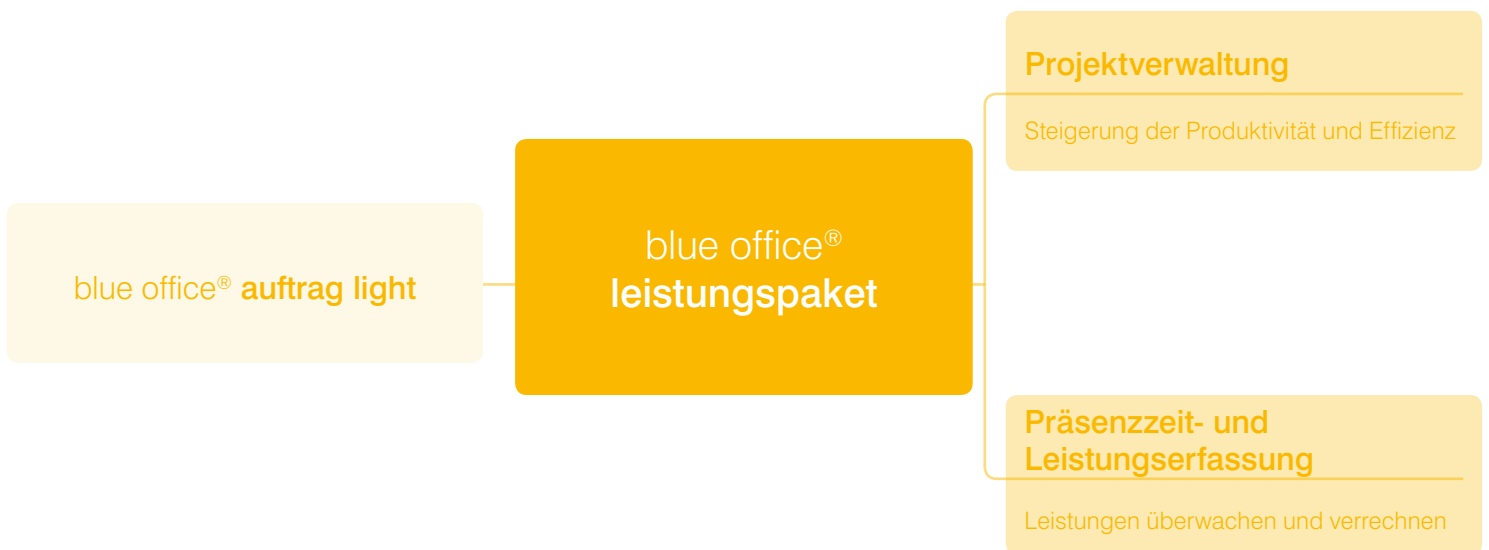 blue office® auftrag light
blue office®
leistungspaket
Projektverwaltung
Steigerung der Produktivität und Effizienz
Präsenzzeit- und
Leistungserfassung
Leistungen überwachen und verrechnen